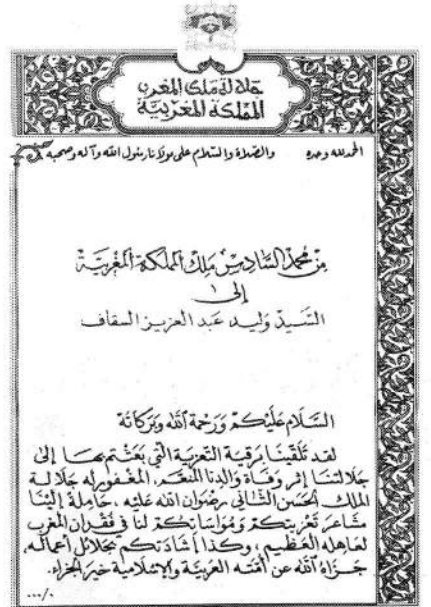 جلالة ملك المغرب
المملكة المغربية
الحمد لله وحده والصلاة والسلام على مولانا رسول الله وآله وصحبه
من محمد السادس ملك المملكة المغربية
إلى
السيد وليد عبد العزيز السقاف
السلام عليكم ورحمة الله وبركاته
لقد تلقينا برقية التعزية التي بعثتم بها إلى
جلالتنا إثر وفاة والدنا المنعم، المغفور له جلالة
الملك الحسن الثاني رضوان الله عليه، حاملة إلينا
مشاعر تعزيتكم ومؤاساتكم لنا في فقدان المغرب
لعاهله العظيم، وكذا إشادتكم بجلائل أعماله،
جزاه الله عن أمته العربية والإسلامية خير الجزاء.
.../.